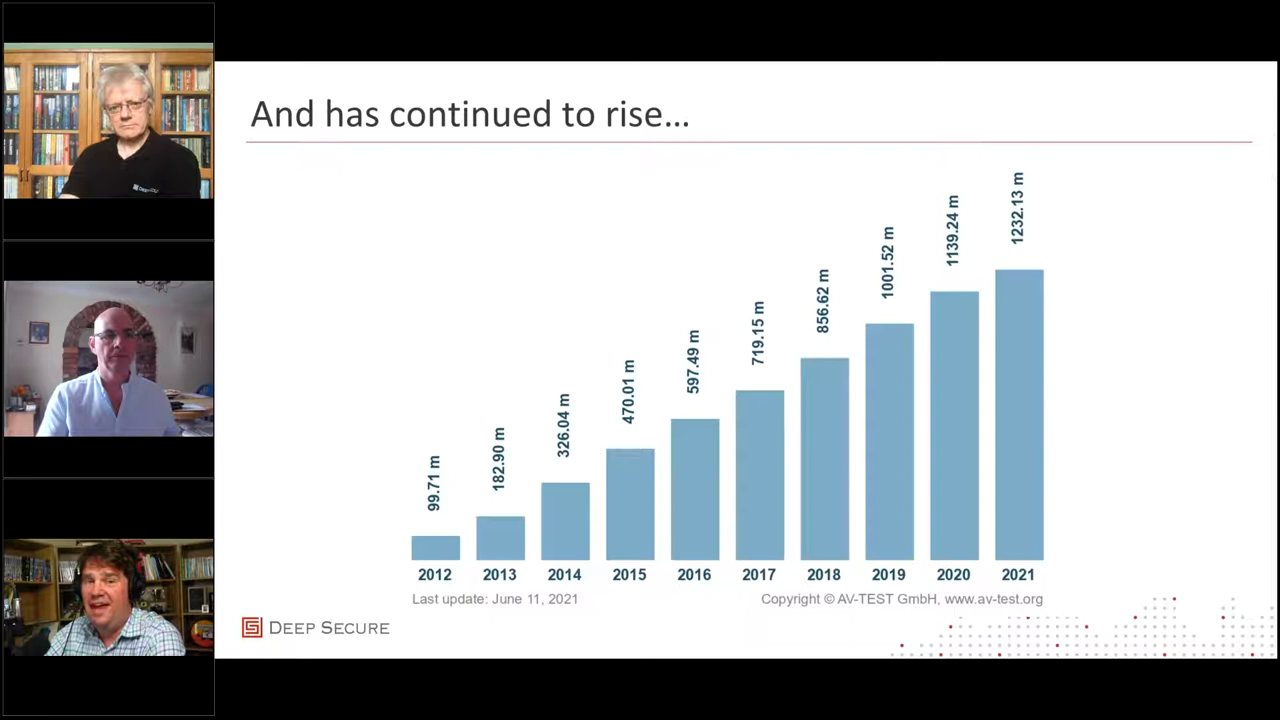 And has continued to rise...
99.71 m
182.90 m
326.04 m
470.01 m
597.49 m
719.15 m
856.62 m
1001.52 m
1139.24 m
1232.13 m
2012 2013 2014 2015 2016 2017 2018 2019 2020 2021
Last update: June 11, 2021 Copyright © AV-TEST GmbH, www.av-test.org
DEEP SECURE